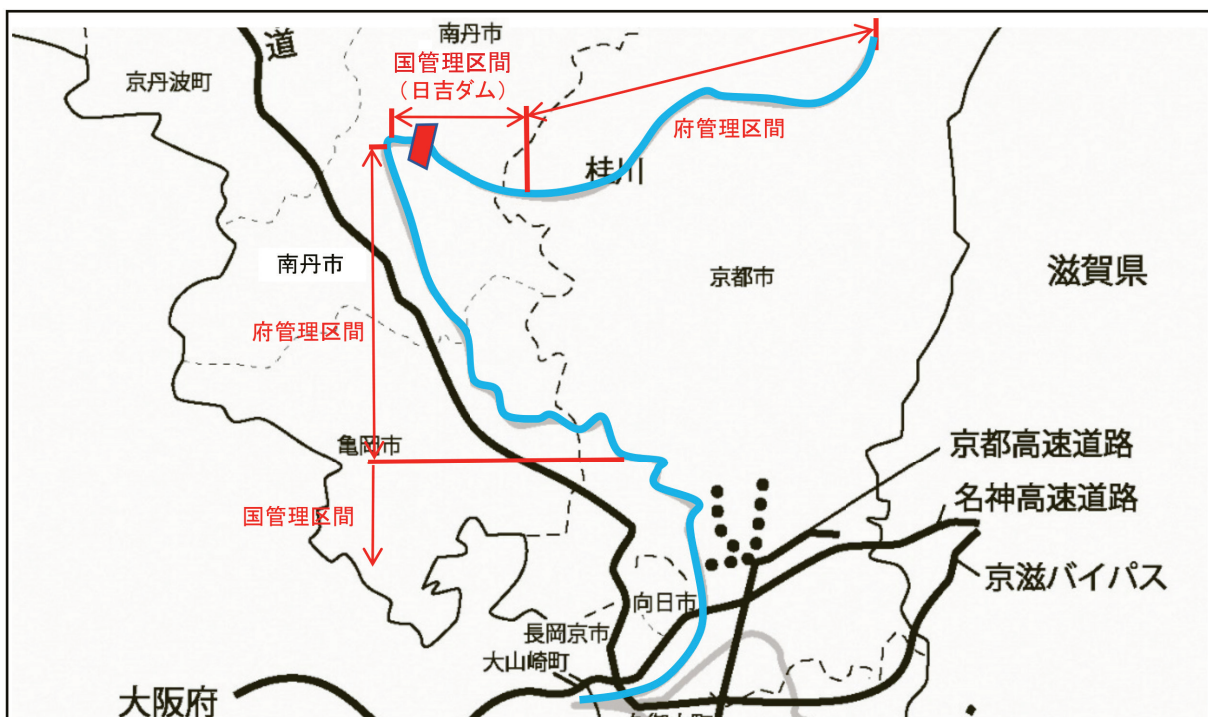 南丹市
道
国管理区間
（日吉ダム）
京丹波町
府管理区間
桂川
南丹市
京都市
滋賀県
府管理区間
亀岡市
京都高速道路
名神高速道路
国管理区間
京滋バイパス
向日市
長岡京市
大山崎町
大阪府